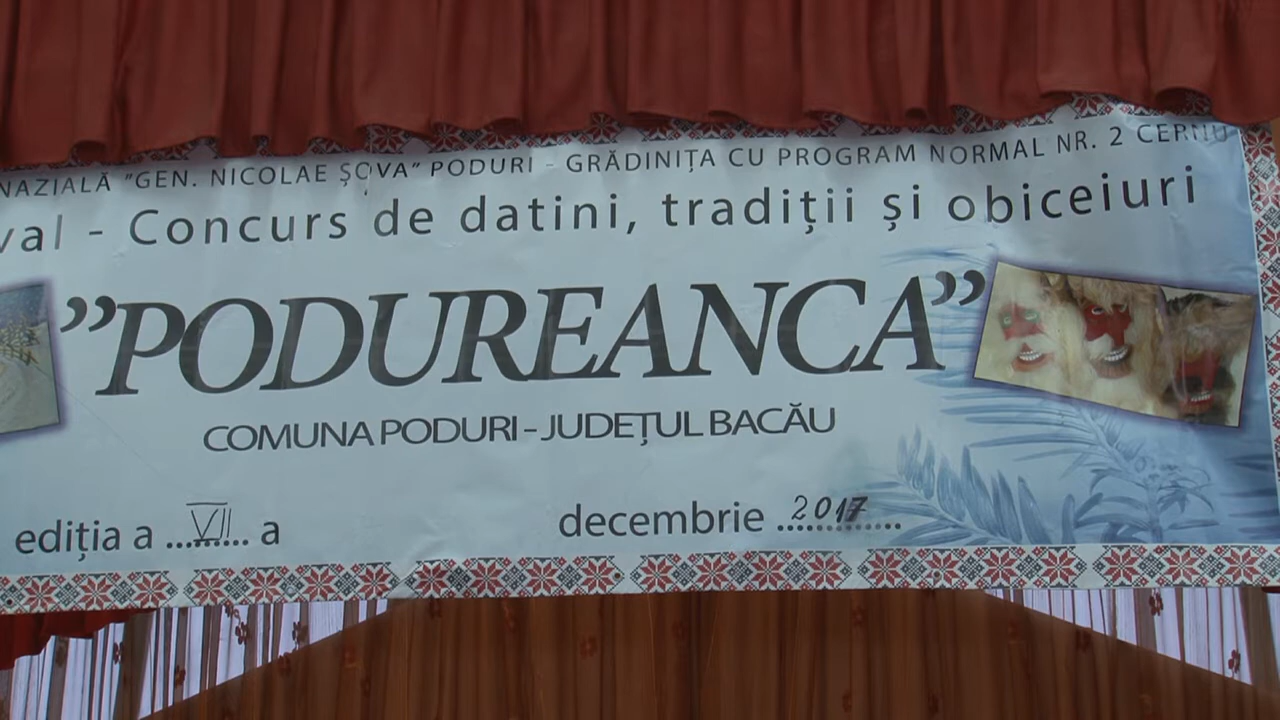 NAZIALĂ "GEN. NICOLAE ŞOVA" PODURI - GRĂDINIȚA CU PROGRAM NORMAL NR. 2 CERNU
val - Concurs de datini, tradiții și obiceiuri
"PODUREANCA"
COMUNA PODURI - JUDEȚUL BACĂU
ediția a ...VII... a
decembrie ..2017..